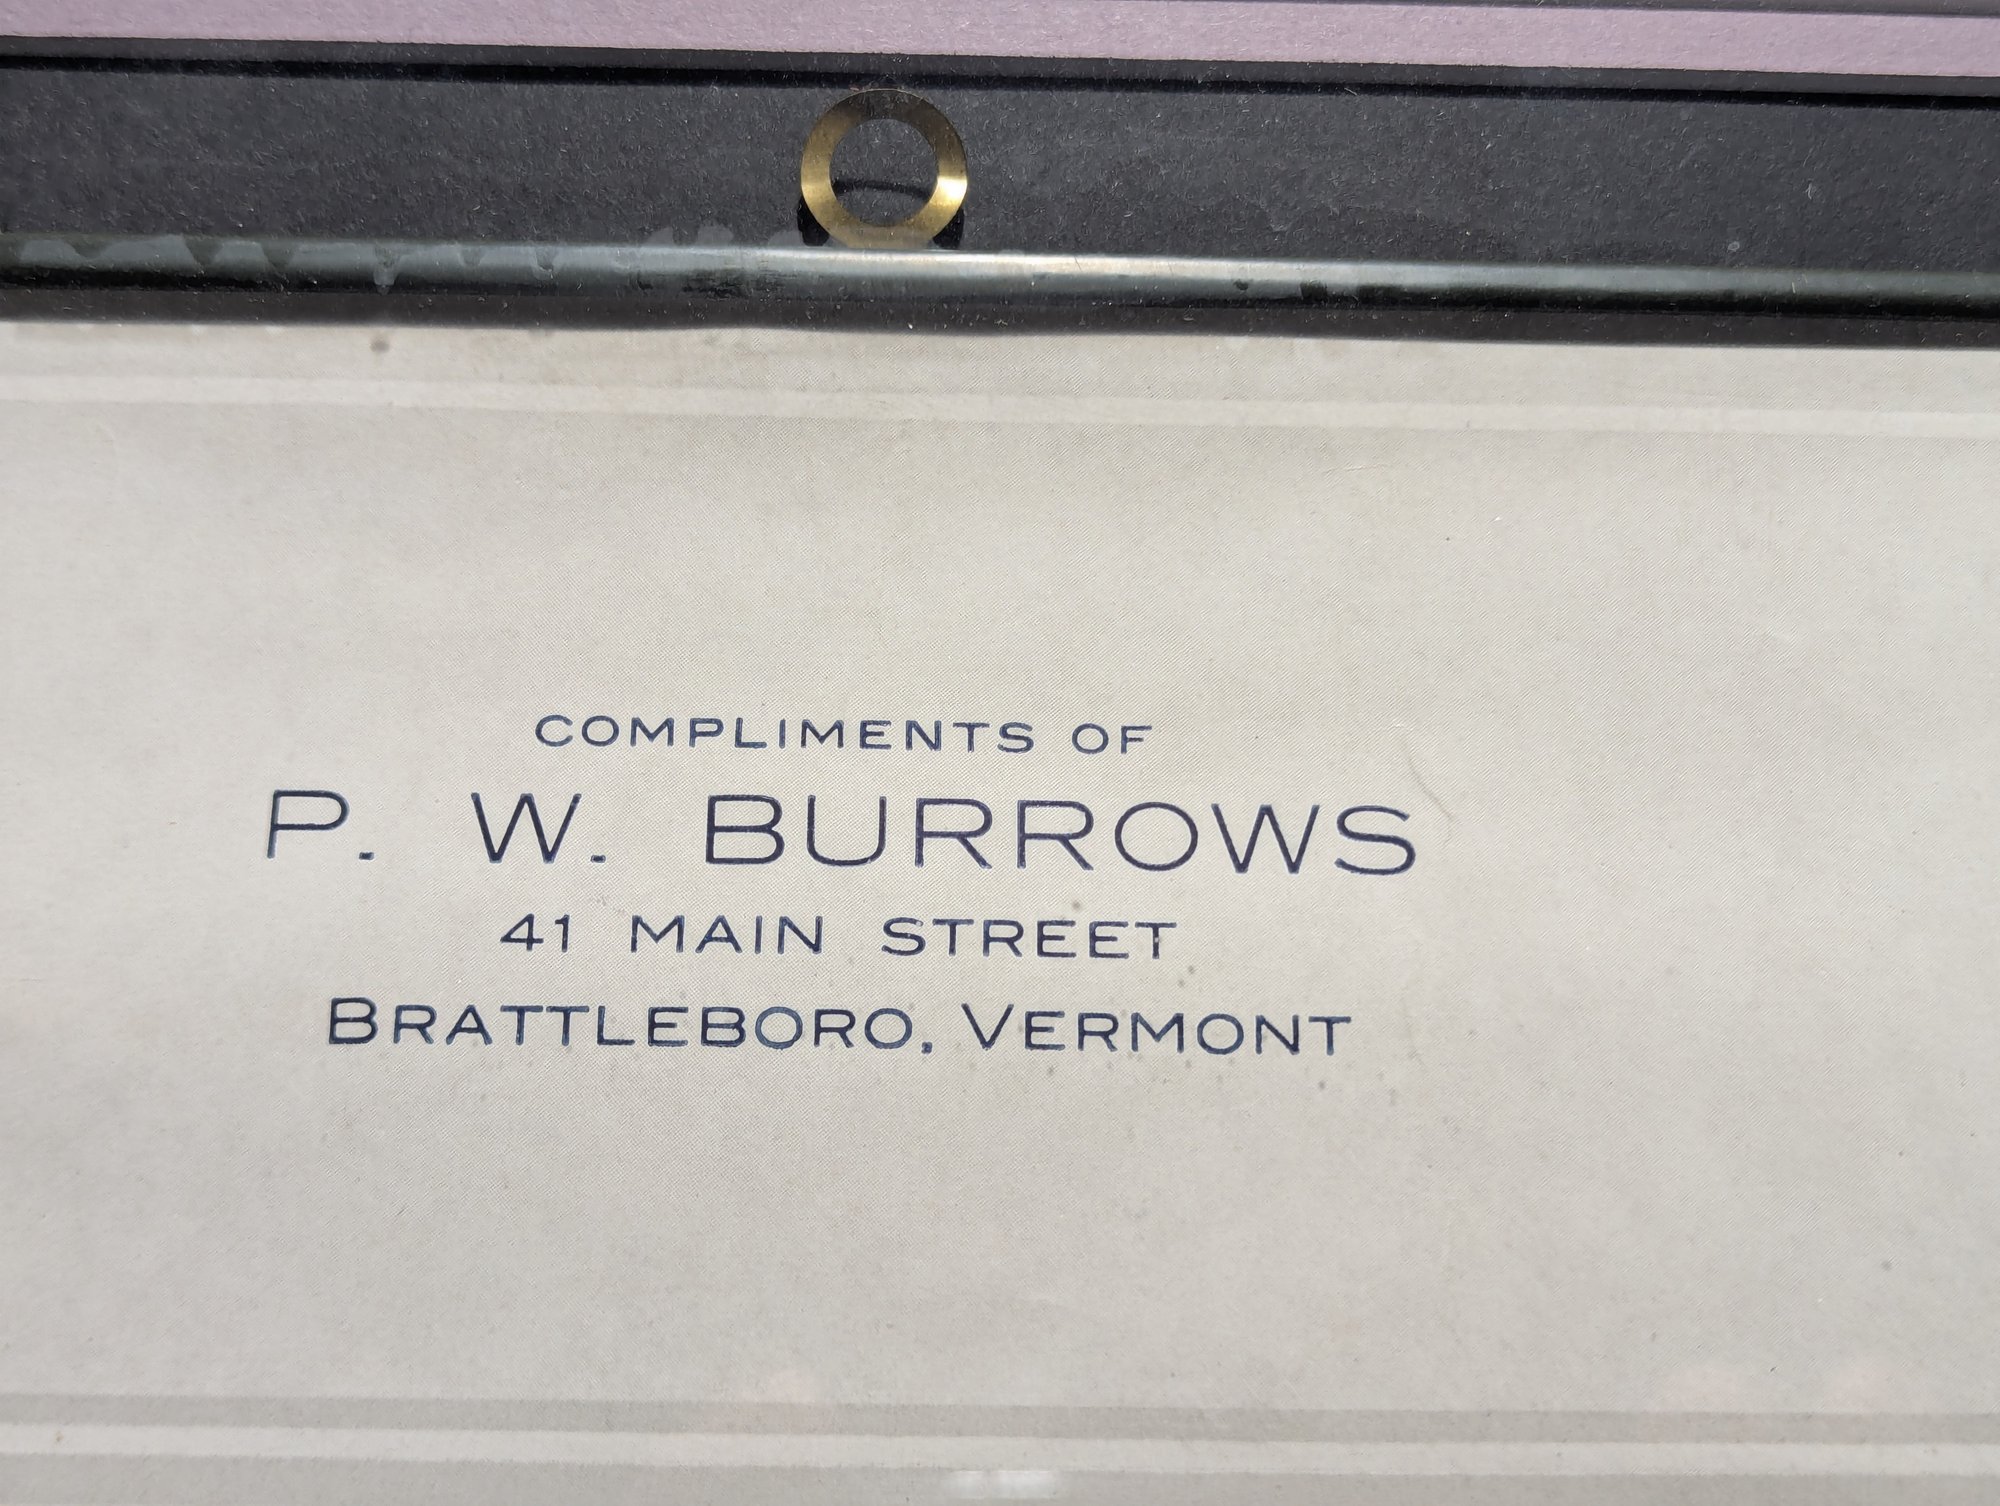 COMPLIMENTS OF
P. W. BURROWS
41 MAIN STREET
BRATTLEBORO, VERMONT